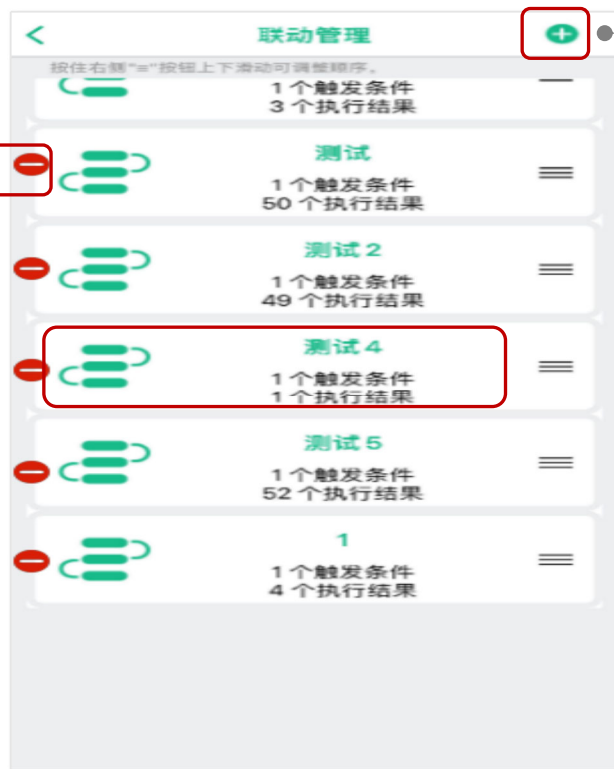 联动管理
按住右侧"≡"按钮上下滑动可调整顺序。
1 个触发条件
3 个执行结果
测试
1 个触发条件
50 个执行结果
测试 2
1 个触发条件
49 个执行结果
测试 4
1 个触发条件
1 个执行结果
测试 5
1 个触发条件
52 个执行结果
1
1 个触发条件
4 个执行结果